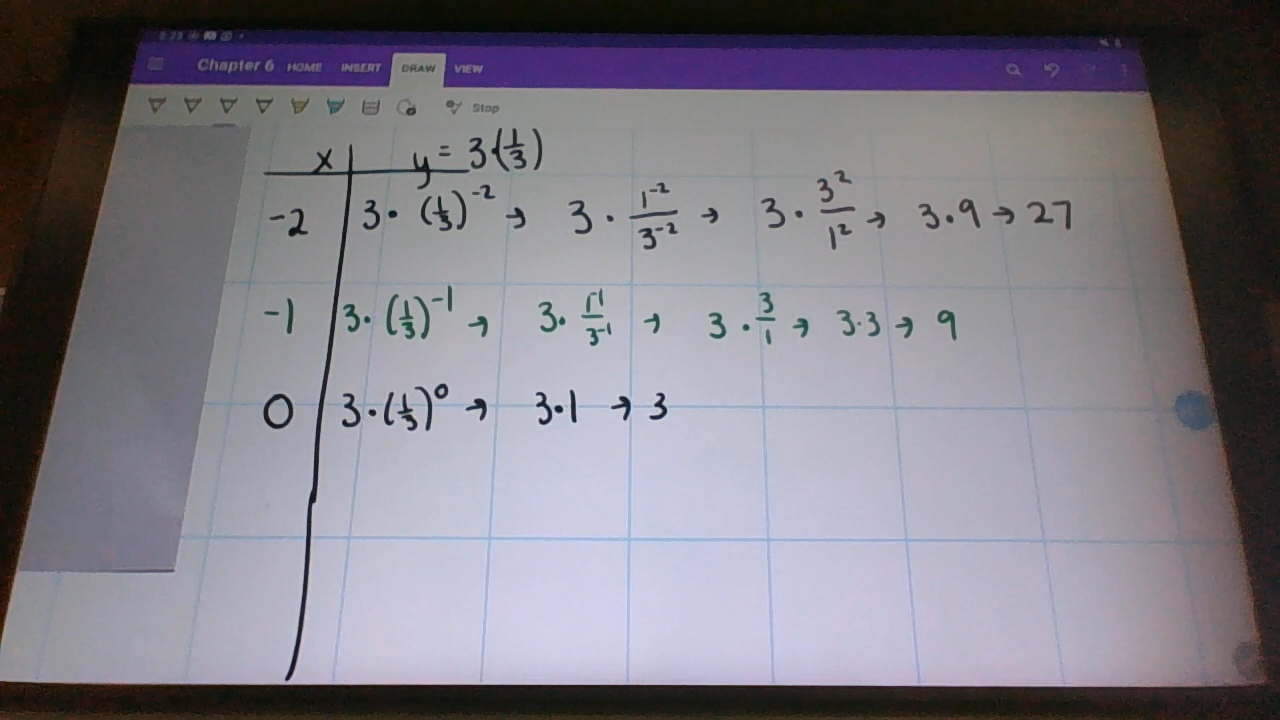 Chapter 6 HOME INSERT DRAW VIEW
Stop
x y = 3·(1/3)
-2 3·(1/3)^-2 → 3·1^-2/3^-2 → 3·3^2/1^2 → 3·9 → 27
-1 3·(1/3)^-1 → 3·1^-1/3^-1 → 3·3/1 → 3·3 → 9
0 3·(1/3)^0 → 3·1 → 3